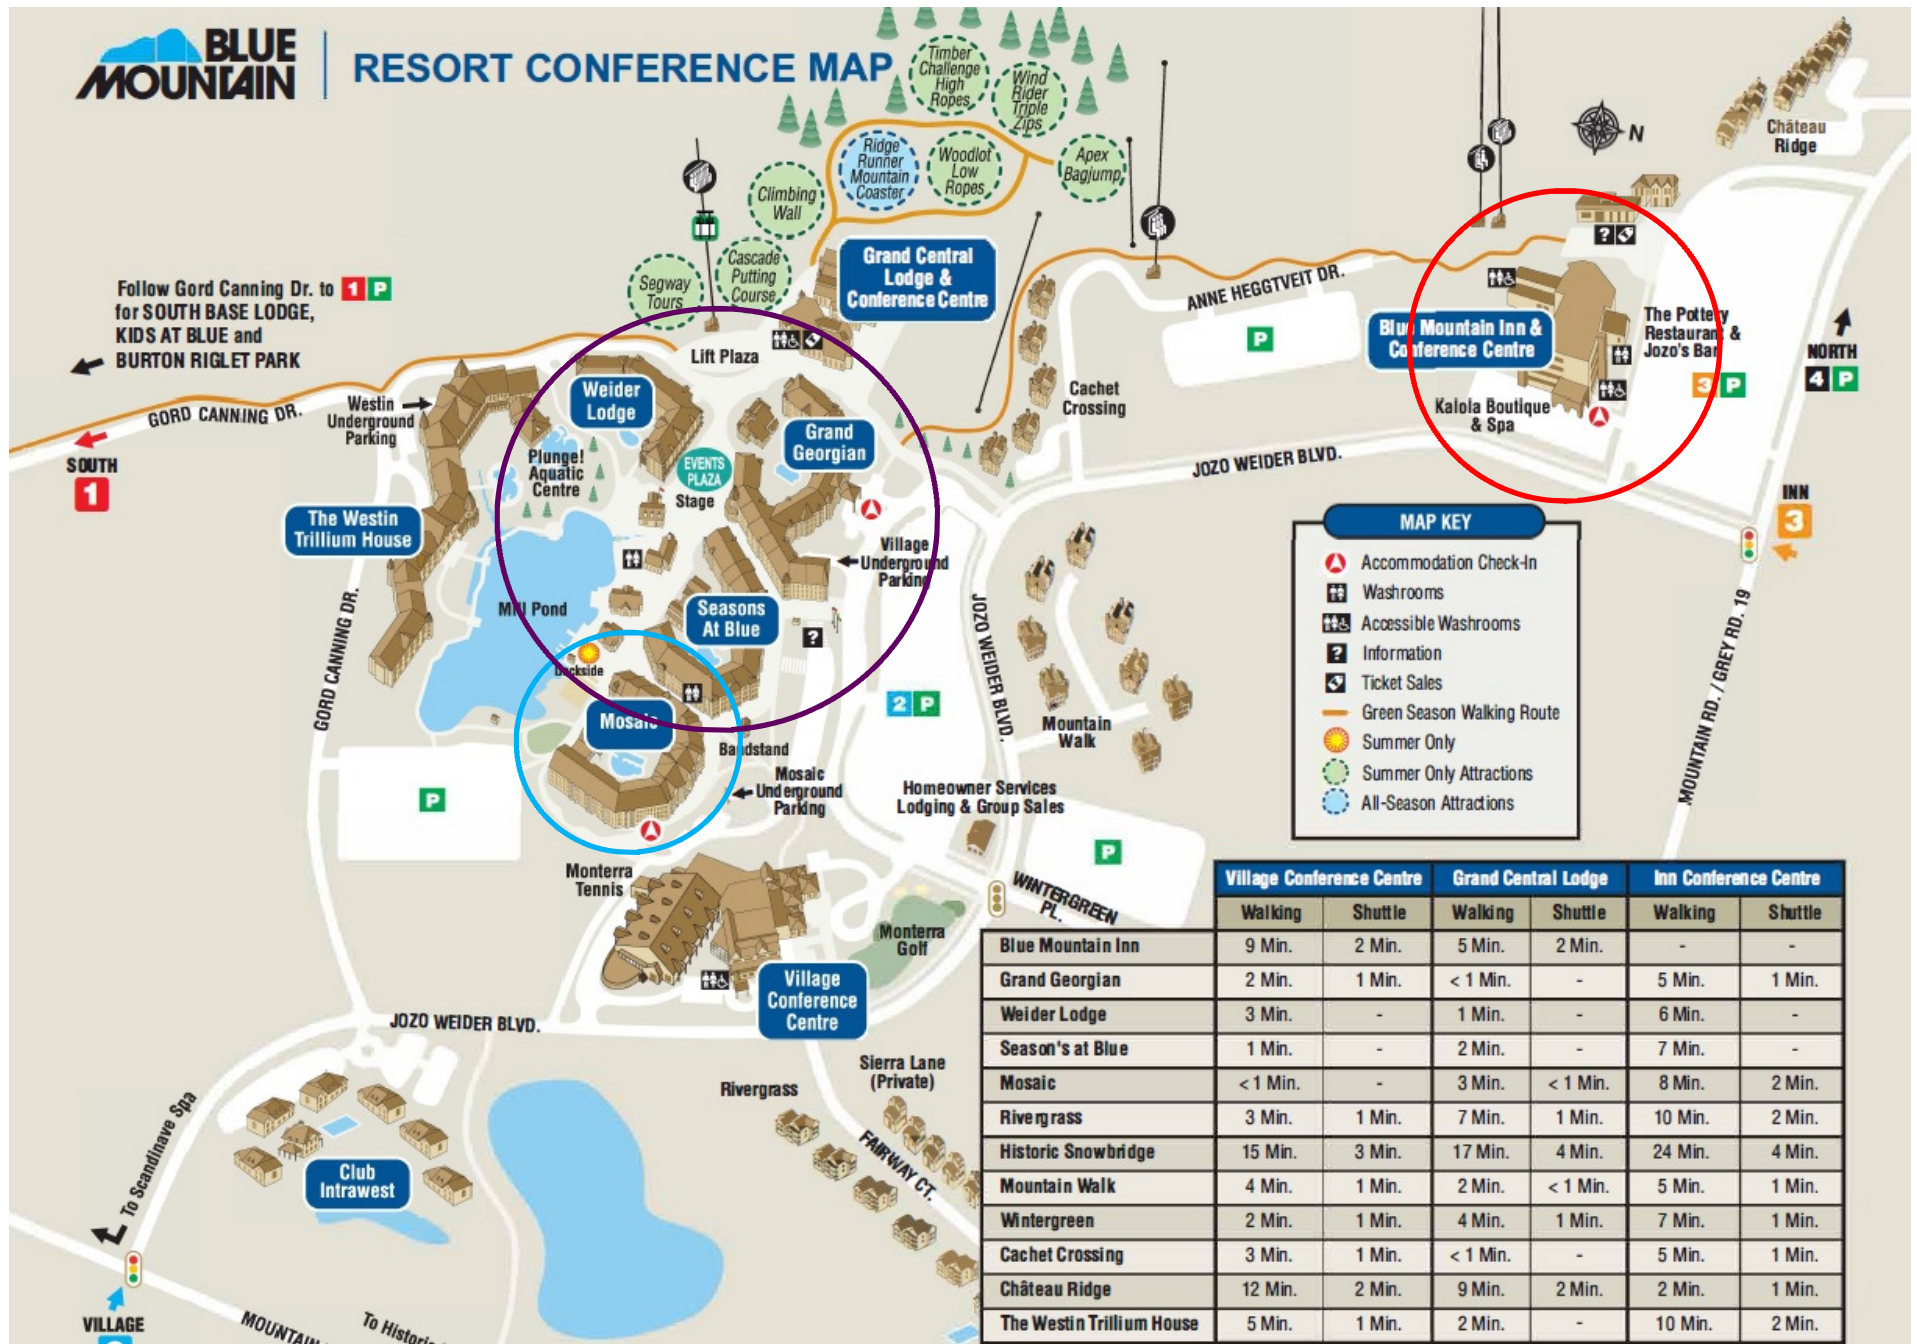 BLUE
MOUNTAIN
RESORT CONFERENCE MAP
Timber
Challenge
High
Ropes
Wind
Rider
Triple
Zips
Ridge
Runner
Mountain
Coaster
Woodlot
Low
Ropes
Apex
Bagjump
Climbing
Wall
Cascade
Putting
Course
Segway
Tours
N
Château
Ridge
Grand Central
Lodge &
Conference Centre
Follow Gord Canning Dr. to 1 P
for SOUTH BASE LODGE,
KIDS AT BLUE and
BURTON RIGLET PARK
ANNE HEGGTVEIT DR.
P
?
Blue Mountain Inn &
Conference Centre
The Pottery
Restaurant &
Jozo's Bar
3 P
NORTH
4 P
Kalola Boutique
& Spa
Lift Plaza
Weider
Lodge
Westin
Underground
Parking
GORD CANNING DR.
SOUTH
1
Plunge!
Aquatic
Centre
EVENTS
PLAZA
Stage
Grand
Georgian
Cachet
Crossing
JOZO WEIDER BLVD.
INN
3
The Westin
Trillium House
Village
Underground
Parking
Mill Pond
Seasons
At Blue
?
Dockside
Mosaic
2 P
Bandstand
GORD CANNING DR.
JOZO WEIDER BLVD.
Mountain
Walk
MOUNTAIN RD. / GREY RD. 19
MAP KEY
Accommodation Check-In
Washrooms
Accessible Washrooms
? Information
Ticket Sales
Green Season Walking Route
Summer Only
Summer Only Attractions
All-Season Attractions
P
Mosaic
Underground
Parking
Homeowner Services
Lodging & Group Sales
P
Monterra
Tennis
WINTERGREEN
PL.
Monterra
Golf
Village
Conference
Centre
JOZO WEIDER BLVD.
Sierra Lane
(Private)
Rivergrass
FAIRWAY CT.
To Scandinave Spa
Club
Intrawest
VILLAGE
MOUNTAIN
To Historic
Village Conference Centre Grand Central Lodge Inn Conference Centre
Walking Shuttle Walking Shuttle Walking Shuttle
Blue Mountain Inn 9 Min. 2 Min. 5 Min. 2 Min. - -
Grand Georgian 2 Min. 1 Min. < 1 Min. - 5 Min. 1 Min.
Weider Lodge 3 Min. - 1 Min. - 6 Min. -
Season's at Blue 1 Min. - 2 Min. - 7 Min. -
Mosaic < 1 Min. - 3 Min. < 1 Min. 8 Min. 2 Min.
Rivergrass 3 Min. 1 Min. 7 Min. 1 Min. 10 Min. 2 Min.
Historic Snowbridge 15 Min. 3 Min. 17 Min. 4 Min. 24 Min. 4 Min.
Mountain Walk 4 Min. 1 Min. 2 Min. < 1 Min. 5 Min. 1 Min.
Wintergreen 2 Min. 1 Min. 4 Min. 1 Min. 7 Min. 1 Min.
Cachet Crossing 3 Min. 1 Min. < 1 Min. - 5 Min. 1 Min.
Château Ridge 12 Min. 2 Min. 9 Min. 2 Min. 2 Min. 1 Min.
The Westin Trillium House 5 Min. 1 Min. 2 Min. - 10 Min. 2 Min.